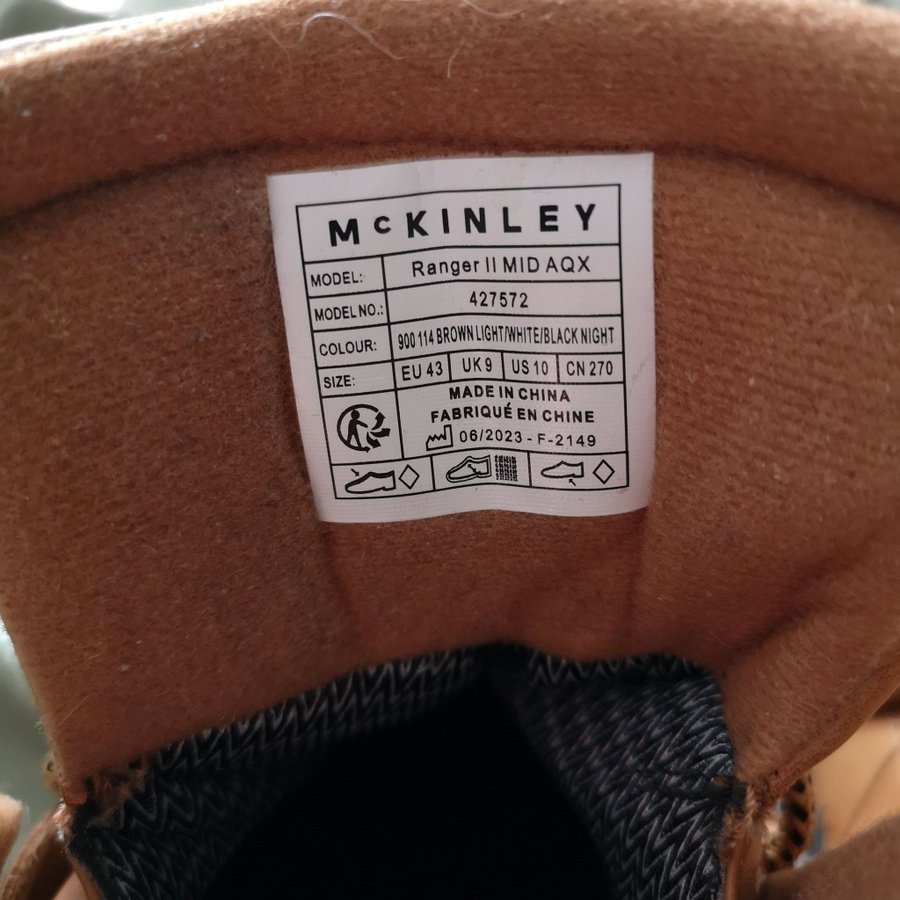 McKINLEY
MODEL: Ranger II MID AQX
MODEL NO.: 427572
COLOUR: 900 114 BROWN LIGHT/WHITE/BLACK NIGHT
SIZE: EU 43 UK 9 US 10 CN 270
MADE IN CHINA
FABRIQUÉ EN CHINE
06/2023 - F-2149